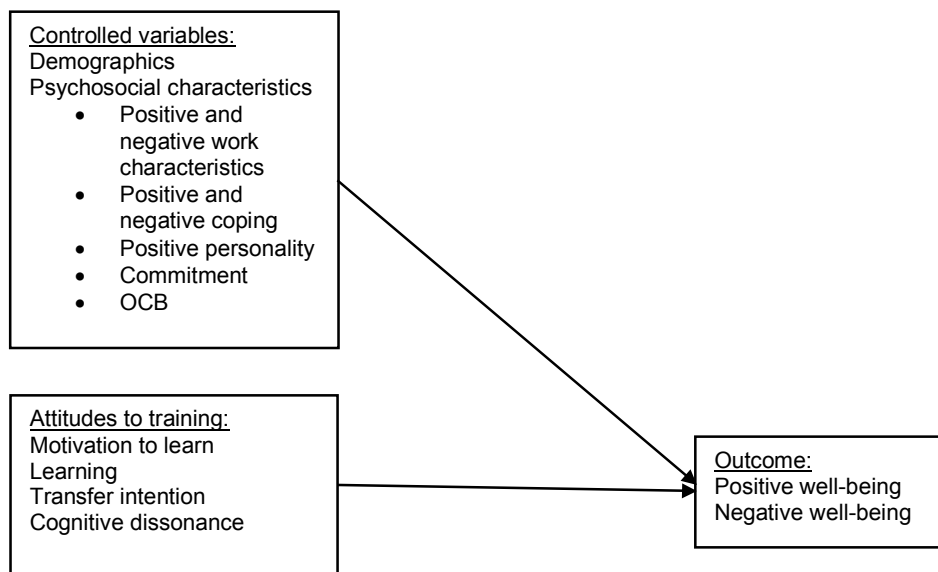 Controlled variables:
Demographics
Psychosocial characteristics
• Positive and
negative work
characteristics
• Positive and
negative coping
• Positive personality
• Commitment
• OCB
Attitudes to training:
Motivation to learn
Learning
Transfer intention
Cognitive dissonance
Outcome:
Positive well-being
Negative well-being